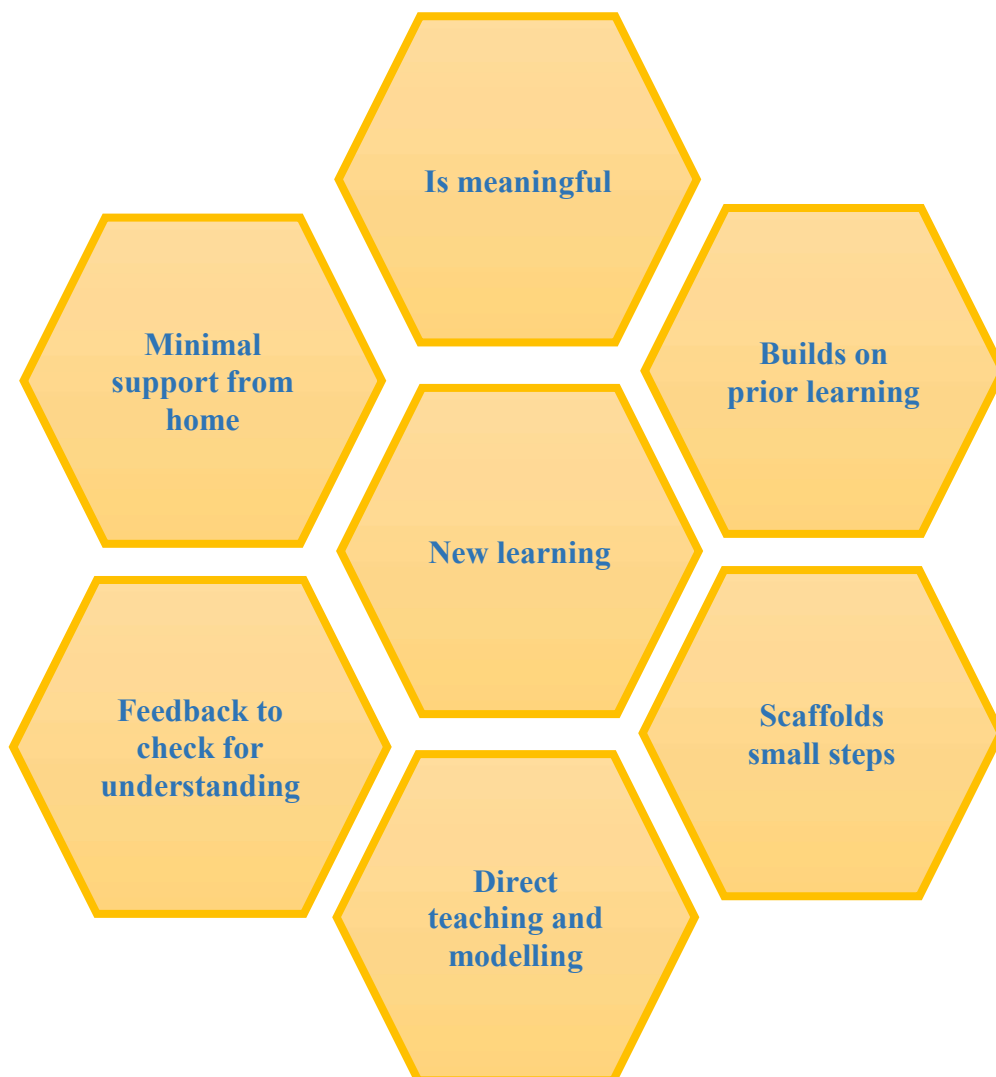 Is meaningful
Minimal
support from
home
Builds on
prior learning
New learning
Feedback to
check for
understanding
Scaffolds
small steps
Direct
teaching and
modelling